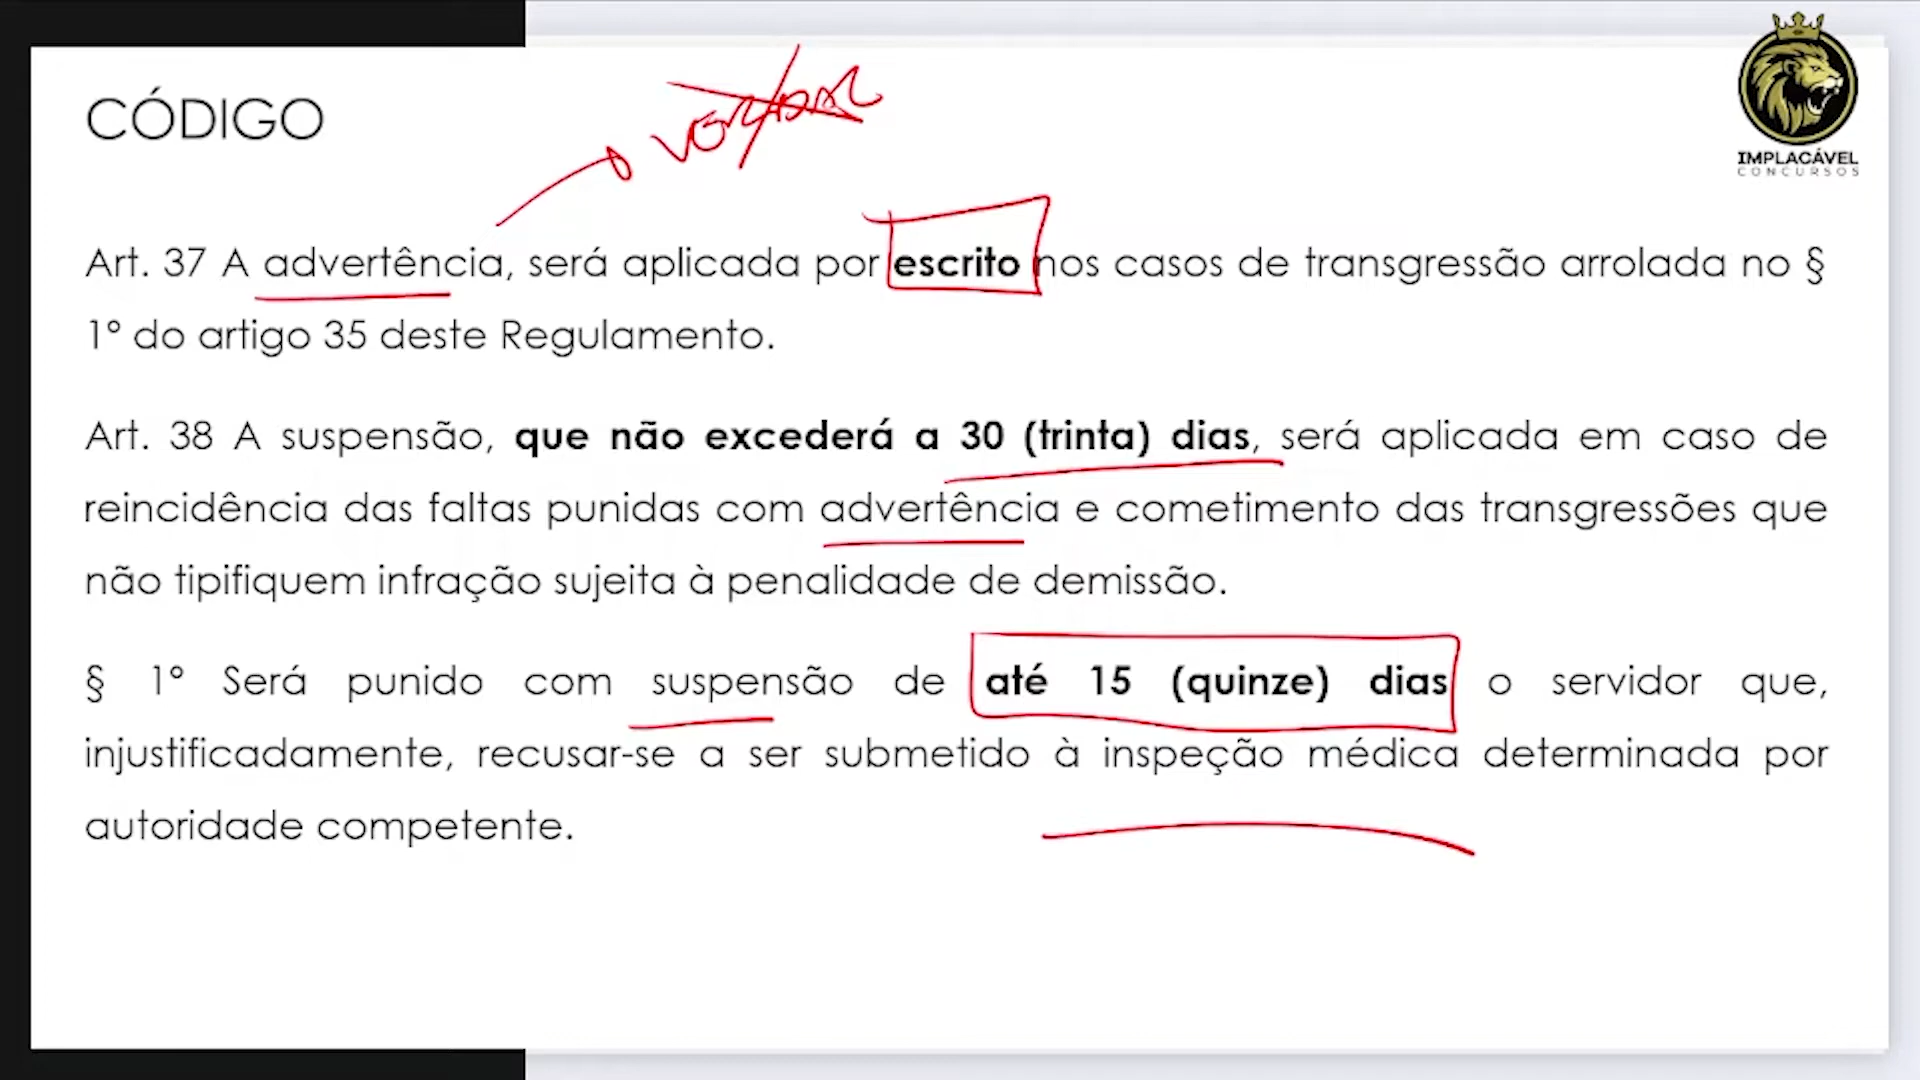 CÓDIGO
verbal
IMPLACÁVEL
CONCURSOS
Art. 37 A advertência, será aplicada por escrito nos casos de transgressão arrolada no §
1° do artigo 35 deste Regulamento.
Art. 38 A suspensão, que não excederá a 30 (trinta) dias, será aplicada em caso de
reincidência das faltas punidas com advertência e cometimento das transgressões que
não tipifiquem infração sujeita à penalidade de demissão.
§ 1° Será punido com suspensão de até 15 (quinze) dias o servidor que,
injustificadamente, recusar-se a ser submetido à inspeção médica determinada por
autoridade competente.